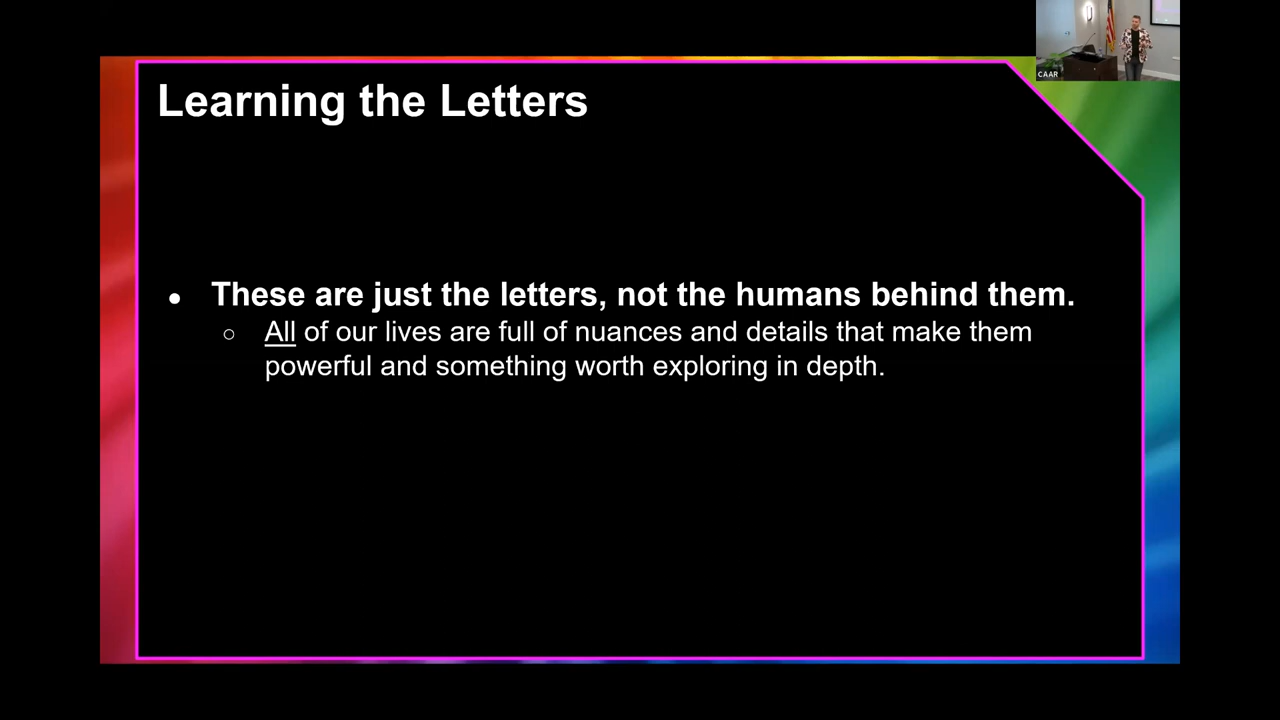 Learning the Letters
CAAR
● These are just the letters, not the humans behind them.
○ All of our lives are full of nuances and details that make them
powerful and something worth exploring in depth.